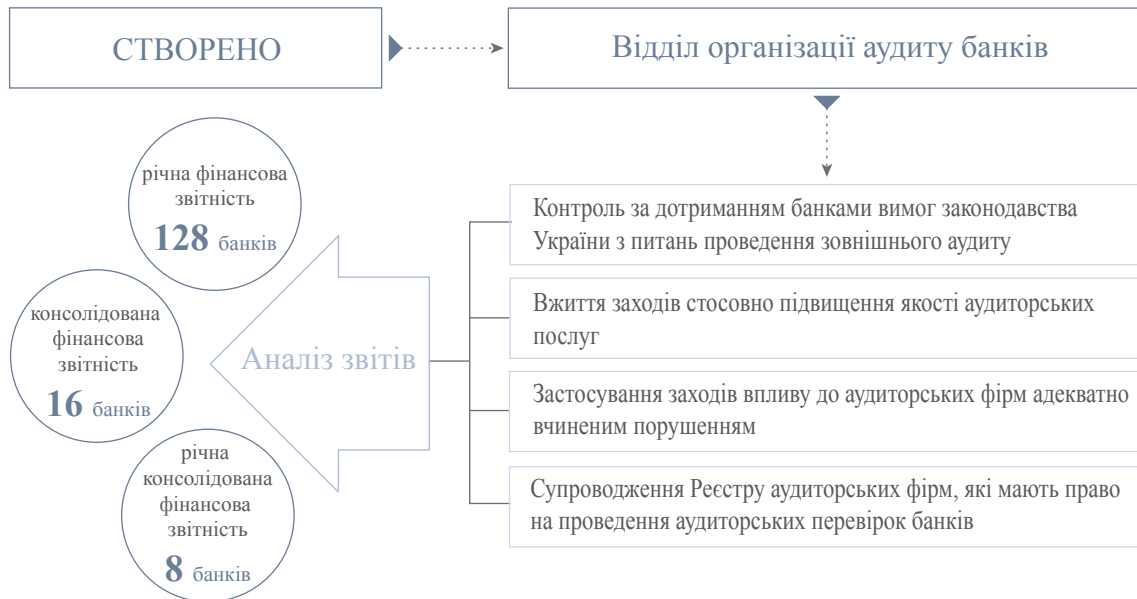 СТВОРЕНО
Відділ організації аудиту банків
річна фінансова
звітність
128 банків
консолідована
фінансова
звітність
16 банків
річна
консолідована
фінансова
звітність
8 банків
Аналіз звітів
Контроль за дотриманням банками вимог законодавства
України з питань проведення зовнішнього аудиту
Вжиття заходів стосовно підвищення якості аудиторських
послуг
Застосування заходів впливу до аудиторських фірм адекватно
вчиненим порушенням
Супроводження Реєстру аудиторських фірм, які мають право
на проведення аудиторських перевірок банків